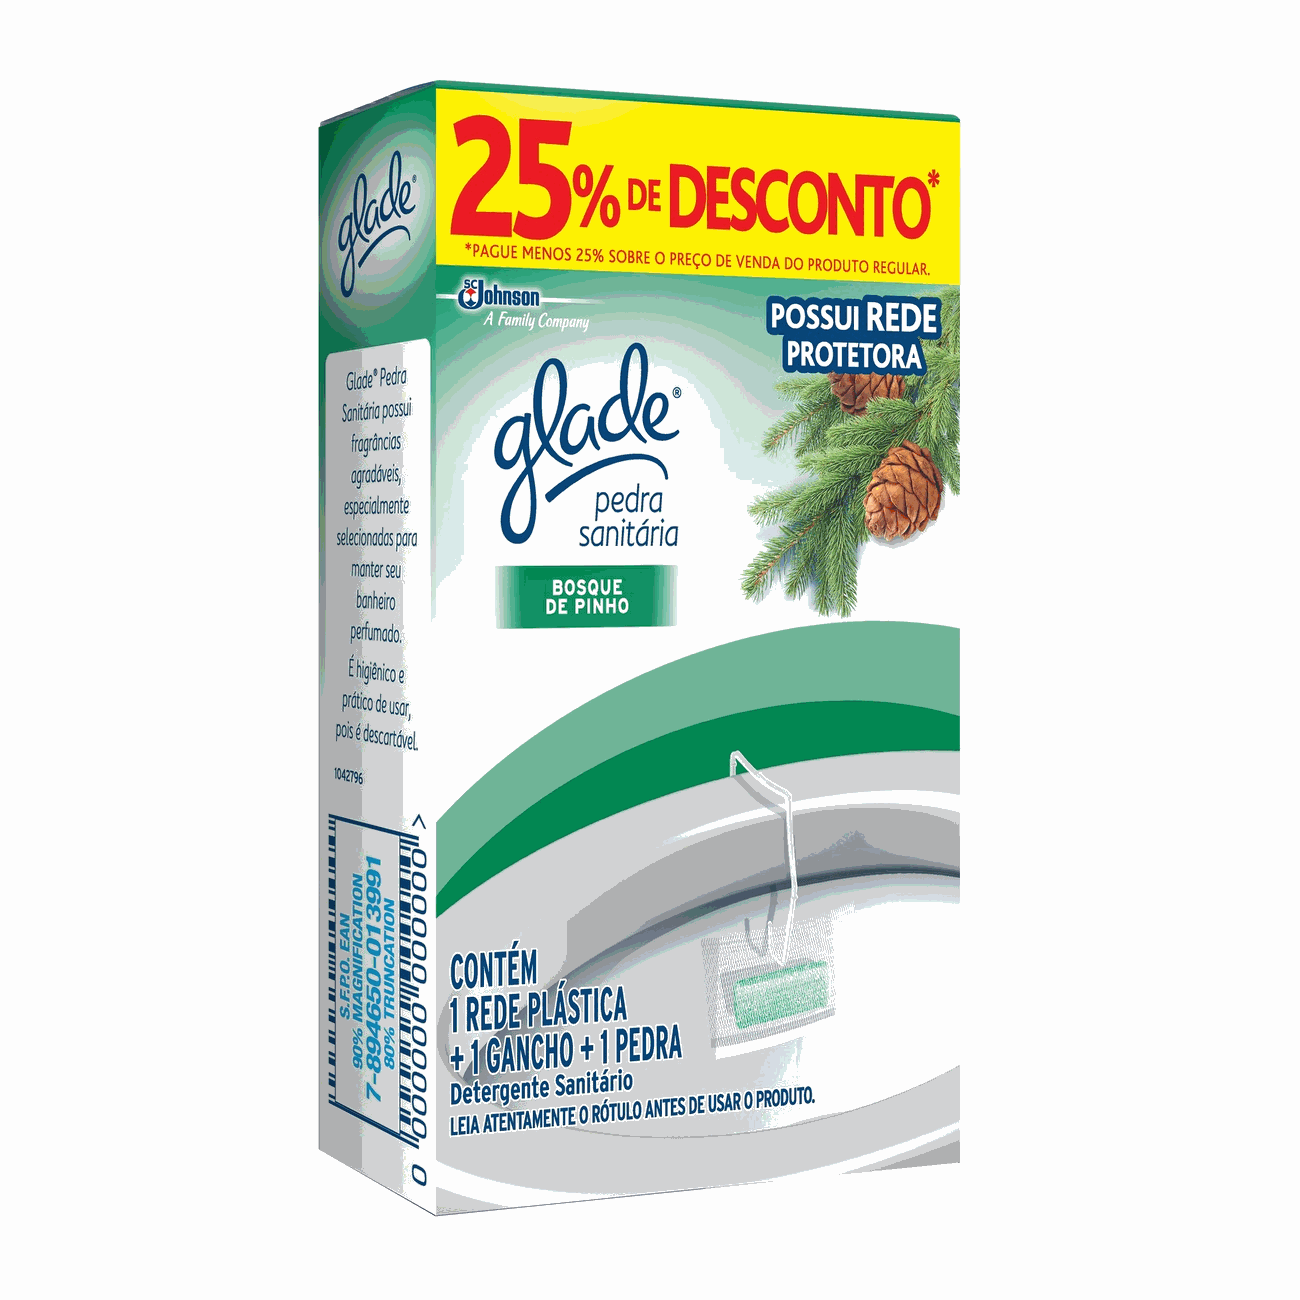 25% DE DESCONTO*
*PAGUE MENOS 25% SOBRE O PREÇO DE VENDA DO PRODUTO REGULAR.
SC Johnson
A Family Company
POSSUI REDE
PROTETORA
glade®
pedra
sanitária
BOSQUE
DE PINHO
CONTÉM
1 REDE PLÁSTICA
+ 1 GANCHO + 1 PEDRA
Detergente Sanitário
LEIA ATENTAMENTE O RÓTULO ANTES DE USAR O PRODUTO.
glade®
Glade® Pedra
Sanitária possui
fragrâncias
agradáveis,
especialmente
selecionadas para
manter seu
banheiro
perfumado.
É higiênico e
prático de usar,
pois é descartável.
1042796
S.F.P.O. EAN
90% MAGNIFICATION
7-894650-013991
80% TRUNCATION
0 000000 000000 >